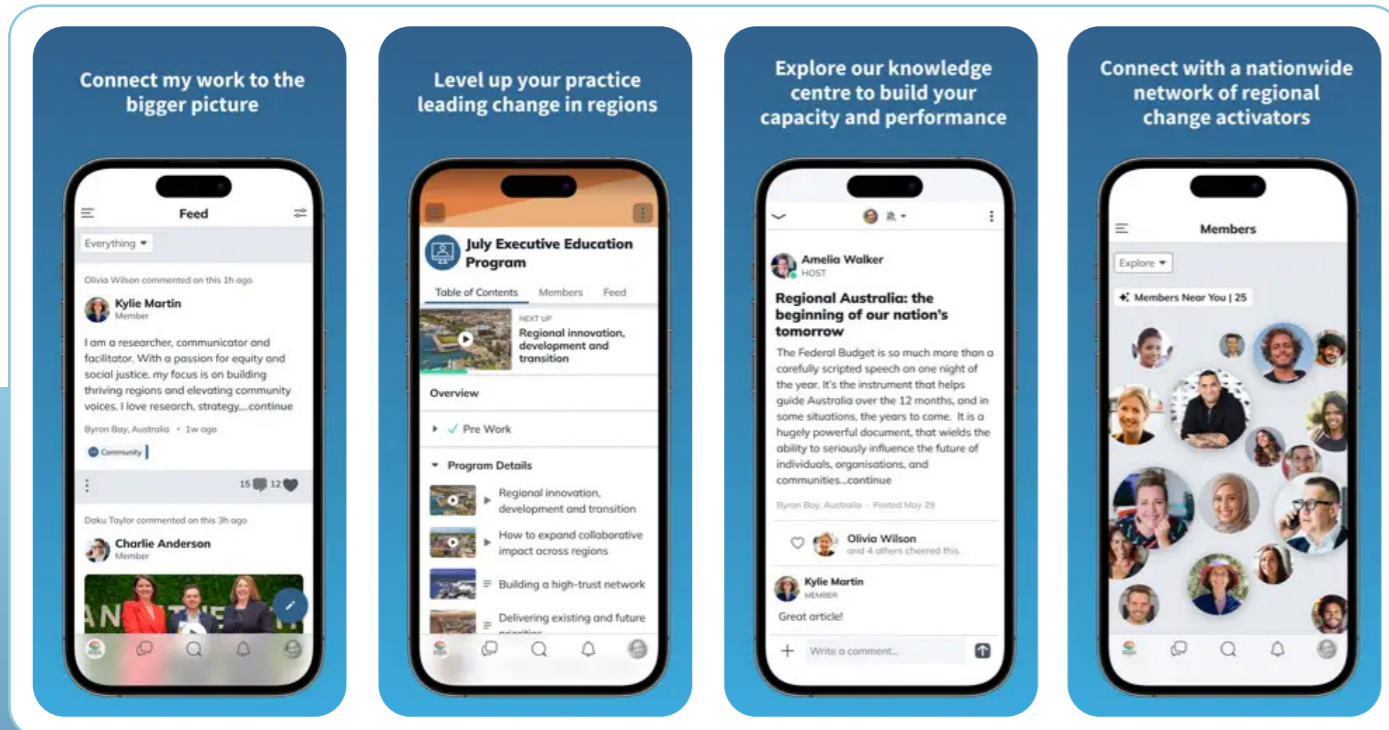 Connect my work to the
bigger picture
Feed
Everything
Olivia Wilson commented on this 1h ago
Kylie Martin
Member
I am a researcher, communicator and
facilitator. With a passion for equity and
social justice, my focus is on building
thriving regions and elevating community
voices. I love research, strategy,...continue
Byron Bay, Australia • 1w ago
Community
15 12
Daku Taylor commented on this 3h ago
Charlie Anderson
Member
Level up your practice
leading change in regions
July Executive Education
Program
Table of Contents Members Feed
NEXT UP
Regional innovation,
development and
transition
Overview
Pre Work
Program Details
Regional innovation,
development and transition
How to expand collaborative
impact across regions
Building a high-trust network
Delivering existing and future
priorities
Explore our knowledge
centre to build your
capacity and performance
Amelia Walker
HOST
Regional Australia: the
beginning of our nation's
tomorrow
The Federal Budget is so much more than a
carefully scripted speech on one night of
the year. It's the instrument that helps
guide Australia over the 12 months, and in
some situations, the years to come. It is a
hugely powerful document, that wields the
ability to seriously influence the future of
individuals, organisations, and
communities...continue
Byron Bay, Australia - Posted May 29
Olivia Wilson
and 4 others cheered this
Kylie Martin
MEMBER
Great article!
Write a comment...
Connect with a nationwide
network of regional
change activators
Members
Explore
Members Near You | 25